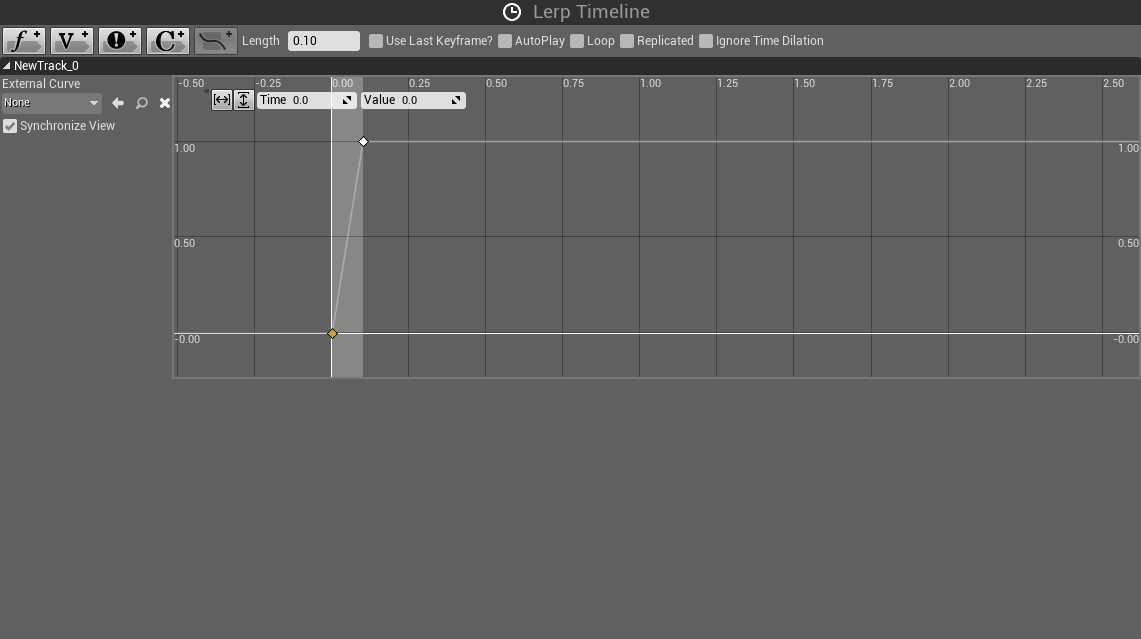 Lerp Timeline
f+ V+ !+ C+ + Length 0.10 Use Last Keyframe? AutoPlay Loop Replicated Ignore Time Dilation
NewTrack_0
External Curve
None
Synchronize View
-0.50 -0.25 0.00 0.25 0.50 0.75 1.00 1.25 1.50 1.75 2.00 2.25 2.50
Time 0.0 Value 0.0
1.00 1.00
0.50 0.50
-0.00 -0.00